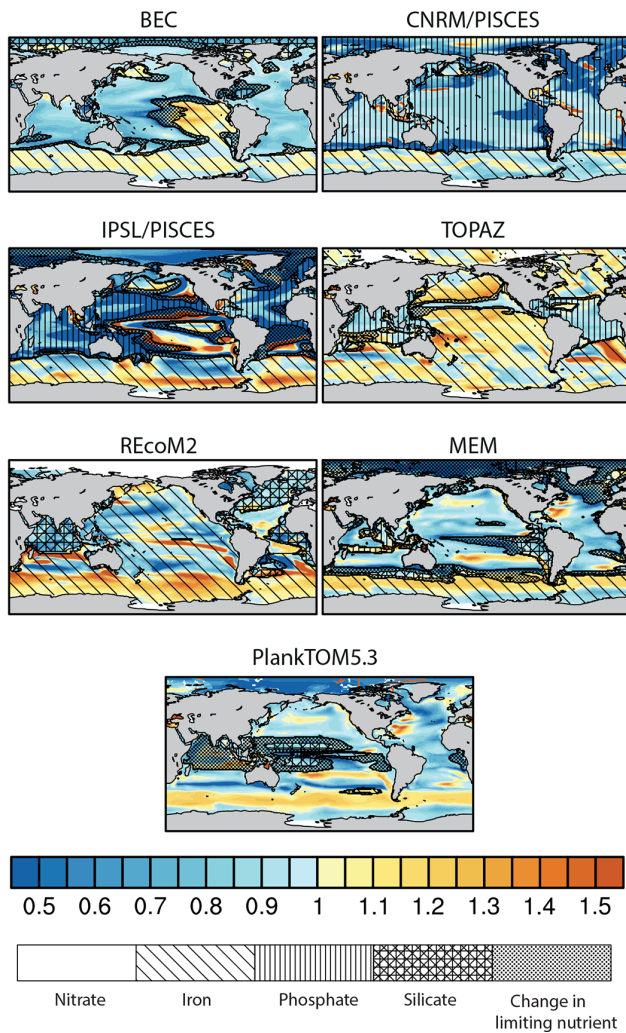 BEC CNRM/PISCES
IPSL/PISCES TOPAZ
REcoM2 MEM
PlankTOM5.3
0.5 0.6 0.7 0.8 0.9 1 1.1 1.2 1.3 1.4 1.5
Nitrate Iron Phosphate Silicate Change in
limiting nutrient